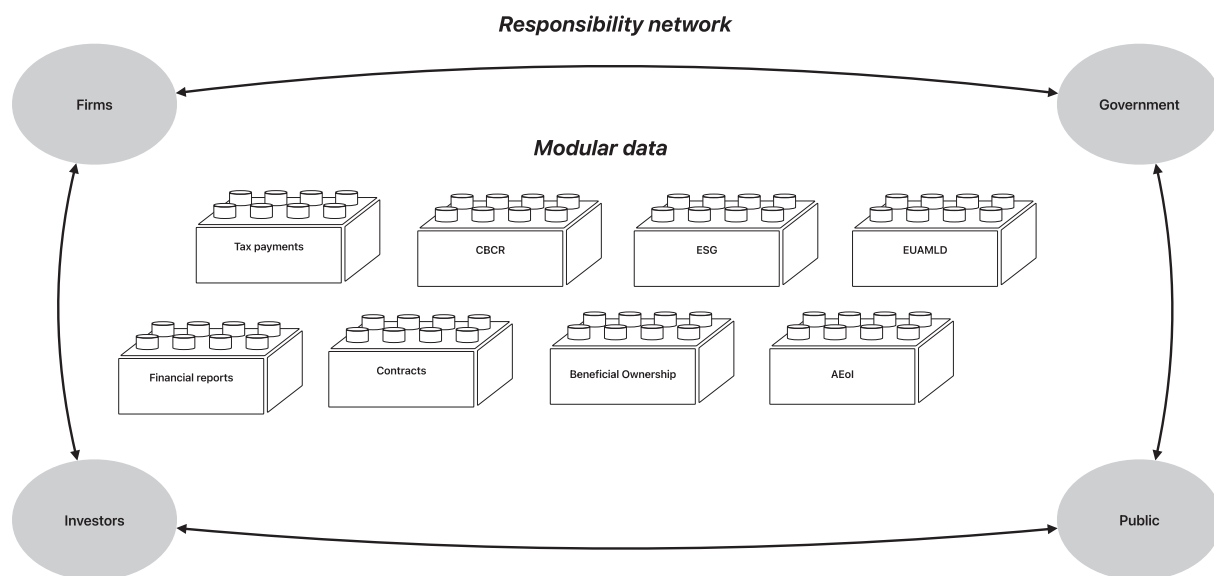 Responsibility network
Firms
Government
Modular data
Tax payments
CBCR
ESG
EUAMLD
Financial reports
Contracts
Beneficial Ownership
AEoI
Investors
Public